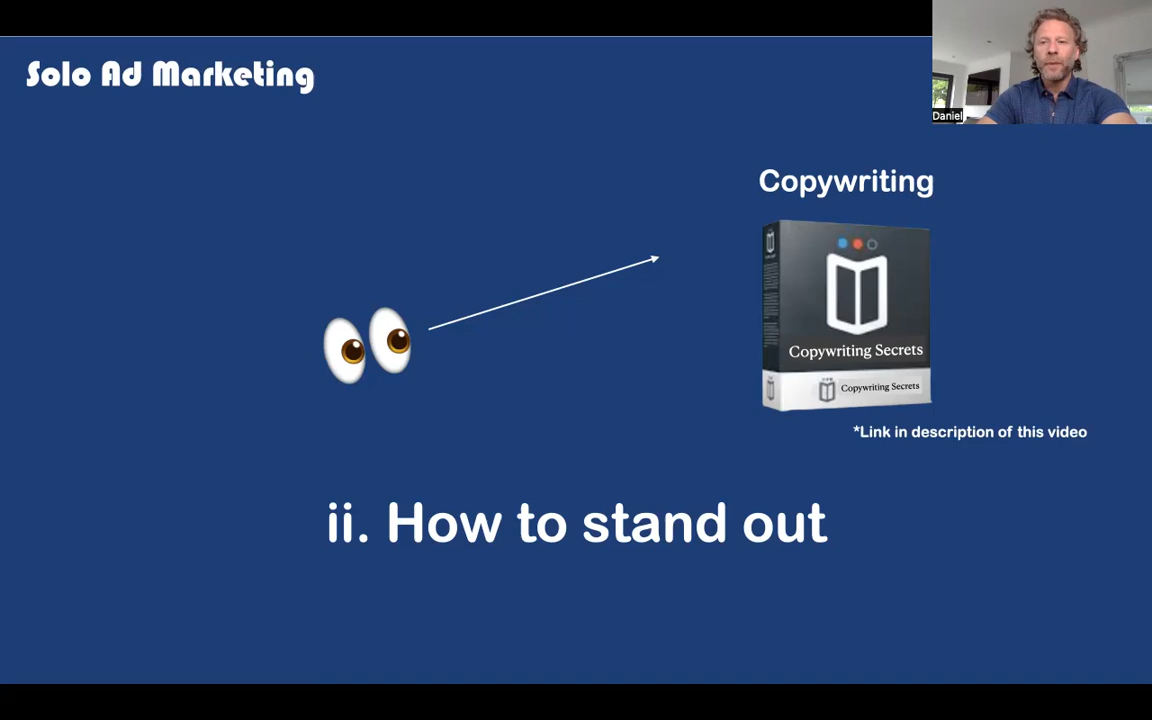 Solo Ad Marketing
Daniel
Copywriting
Copywriting Secrets
Copywriting Secrets
*Link in description of this video
ii. How to stand out